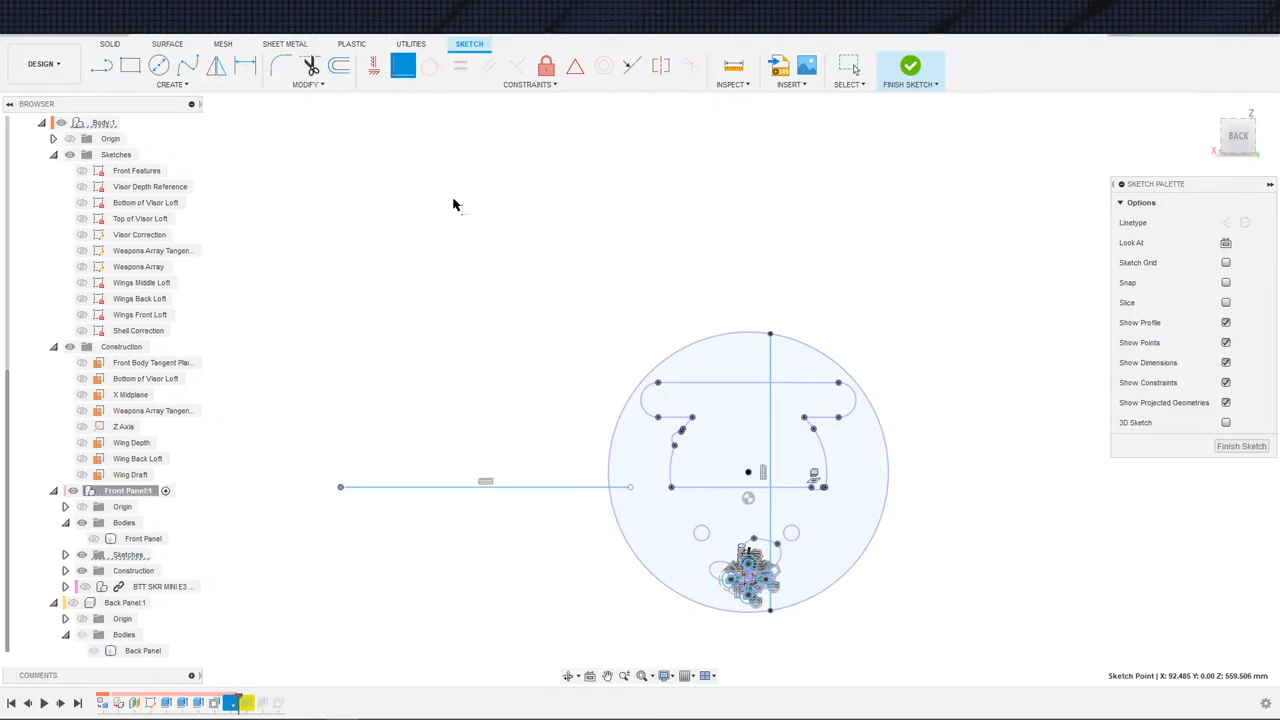 SOLID SURFACE MESH SHEET METAL PLASTIC UTILITIES SKETCH
DESIGN
CREATE MODIFY CONSTRAINTS INSPECT INSERT SELECT FINISH SKETCH
BROWSER
Body:1
Origin
Sketches
Front Features
Visor Depth Reference
Bottom of Visor Loft
Top of Visor Loft
Visor Correction
Weapons Array Tangen...
Weapons Array
Wings Middle Loft
Wings Back Loft
Wings Front Loft
Shell Correction
Construction
Front Body Tangent Plai...
Bottom of Visor Loft
X Midplane
Weapons Array Tangen...
Z Axis
Wing Depth
Wing Back Loft
Wing Draft
Front Panel:1
Origin
Bodies
Front Panel
Sketches
Construction
BTT SKR MINI E3 ...
Back Panel:1
Origin
Bodies
Back Panel
COMMENTS
Z
BACK
X
SKETCH PALETTE
Options
Linetype
Look At
Sketch Grid
Snap
Slice
Show Profile
Show Points
Show Dimensions
Show Constraints
Show Projected Geometries
3D Sketch
Finish Sketch
Sketch Point | X: 92.485 Y: 0.00 Z: 559.506 mm